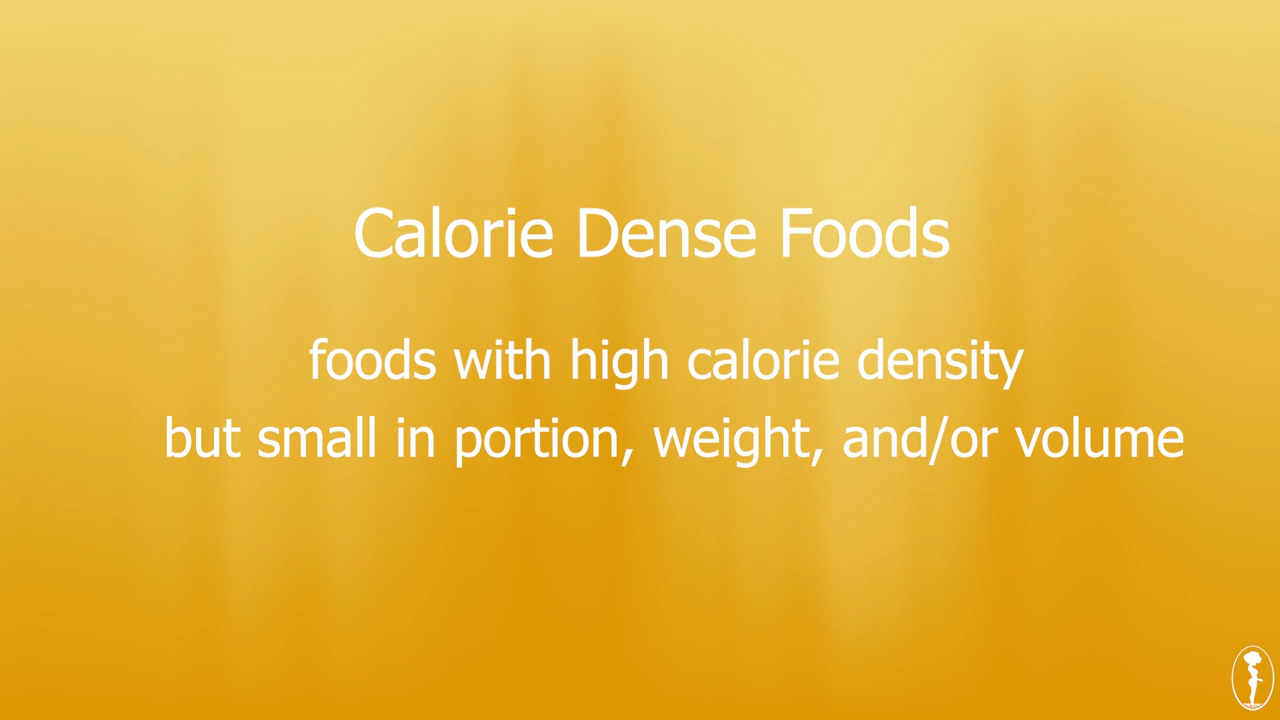 Calorie Dense Foods
foods with high calorie density
but small in portion, weight, and/or volume